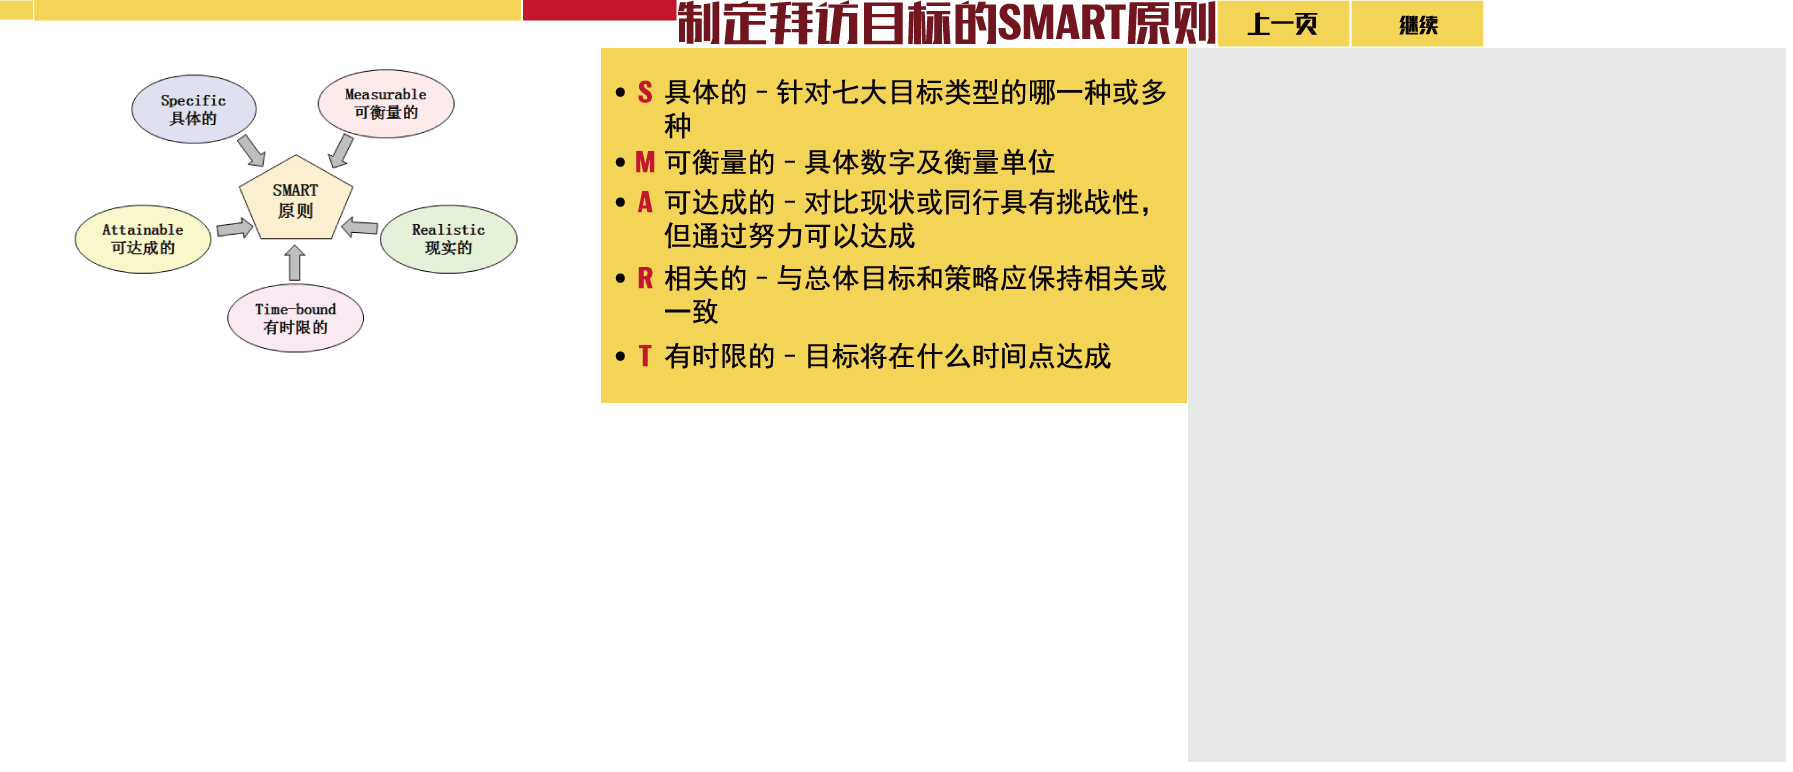 制定拜访目标的SMART原则
上一页
继续
Specific
具体的
Measurable
可衡量的
SMART
原则
Attainable
可达成的
Realistic
现实的
Time-bound
有时限的
• S 具体的 - 针对七大目标类型的哪一种或多
种
• M 可衡量的 - 具体数字及衡量单位
• A 可达成的 - 对比现状或同行具有挑战性，
但通过努力可以达成
• R 相关的 - 与总体目标和策略应保持相关或
一致
• T 有时限的 - 目标将在什么时间点达成